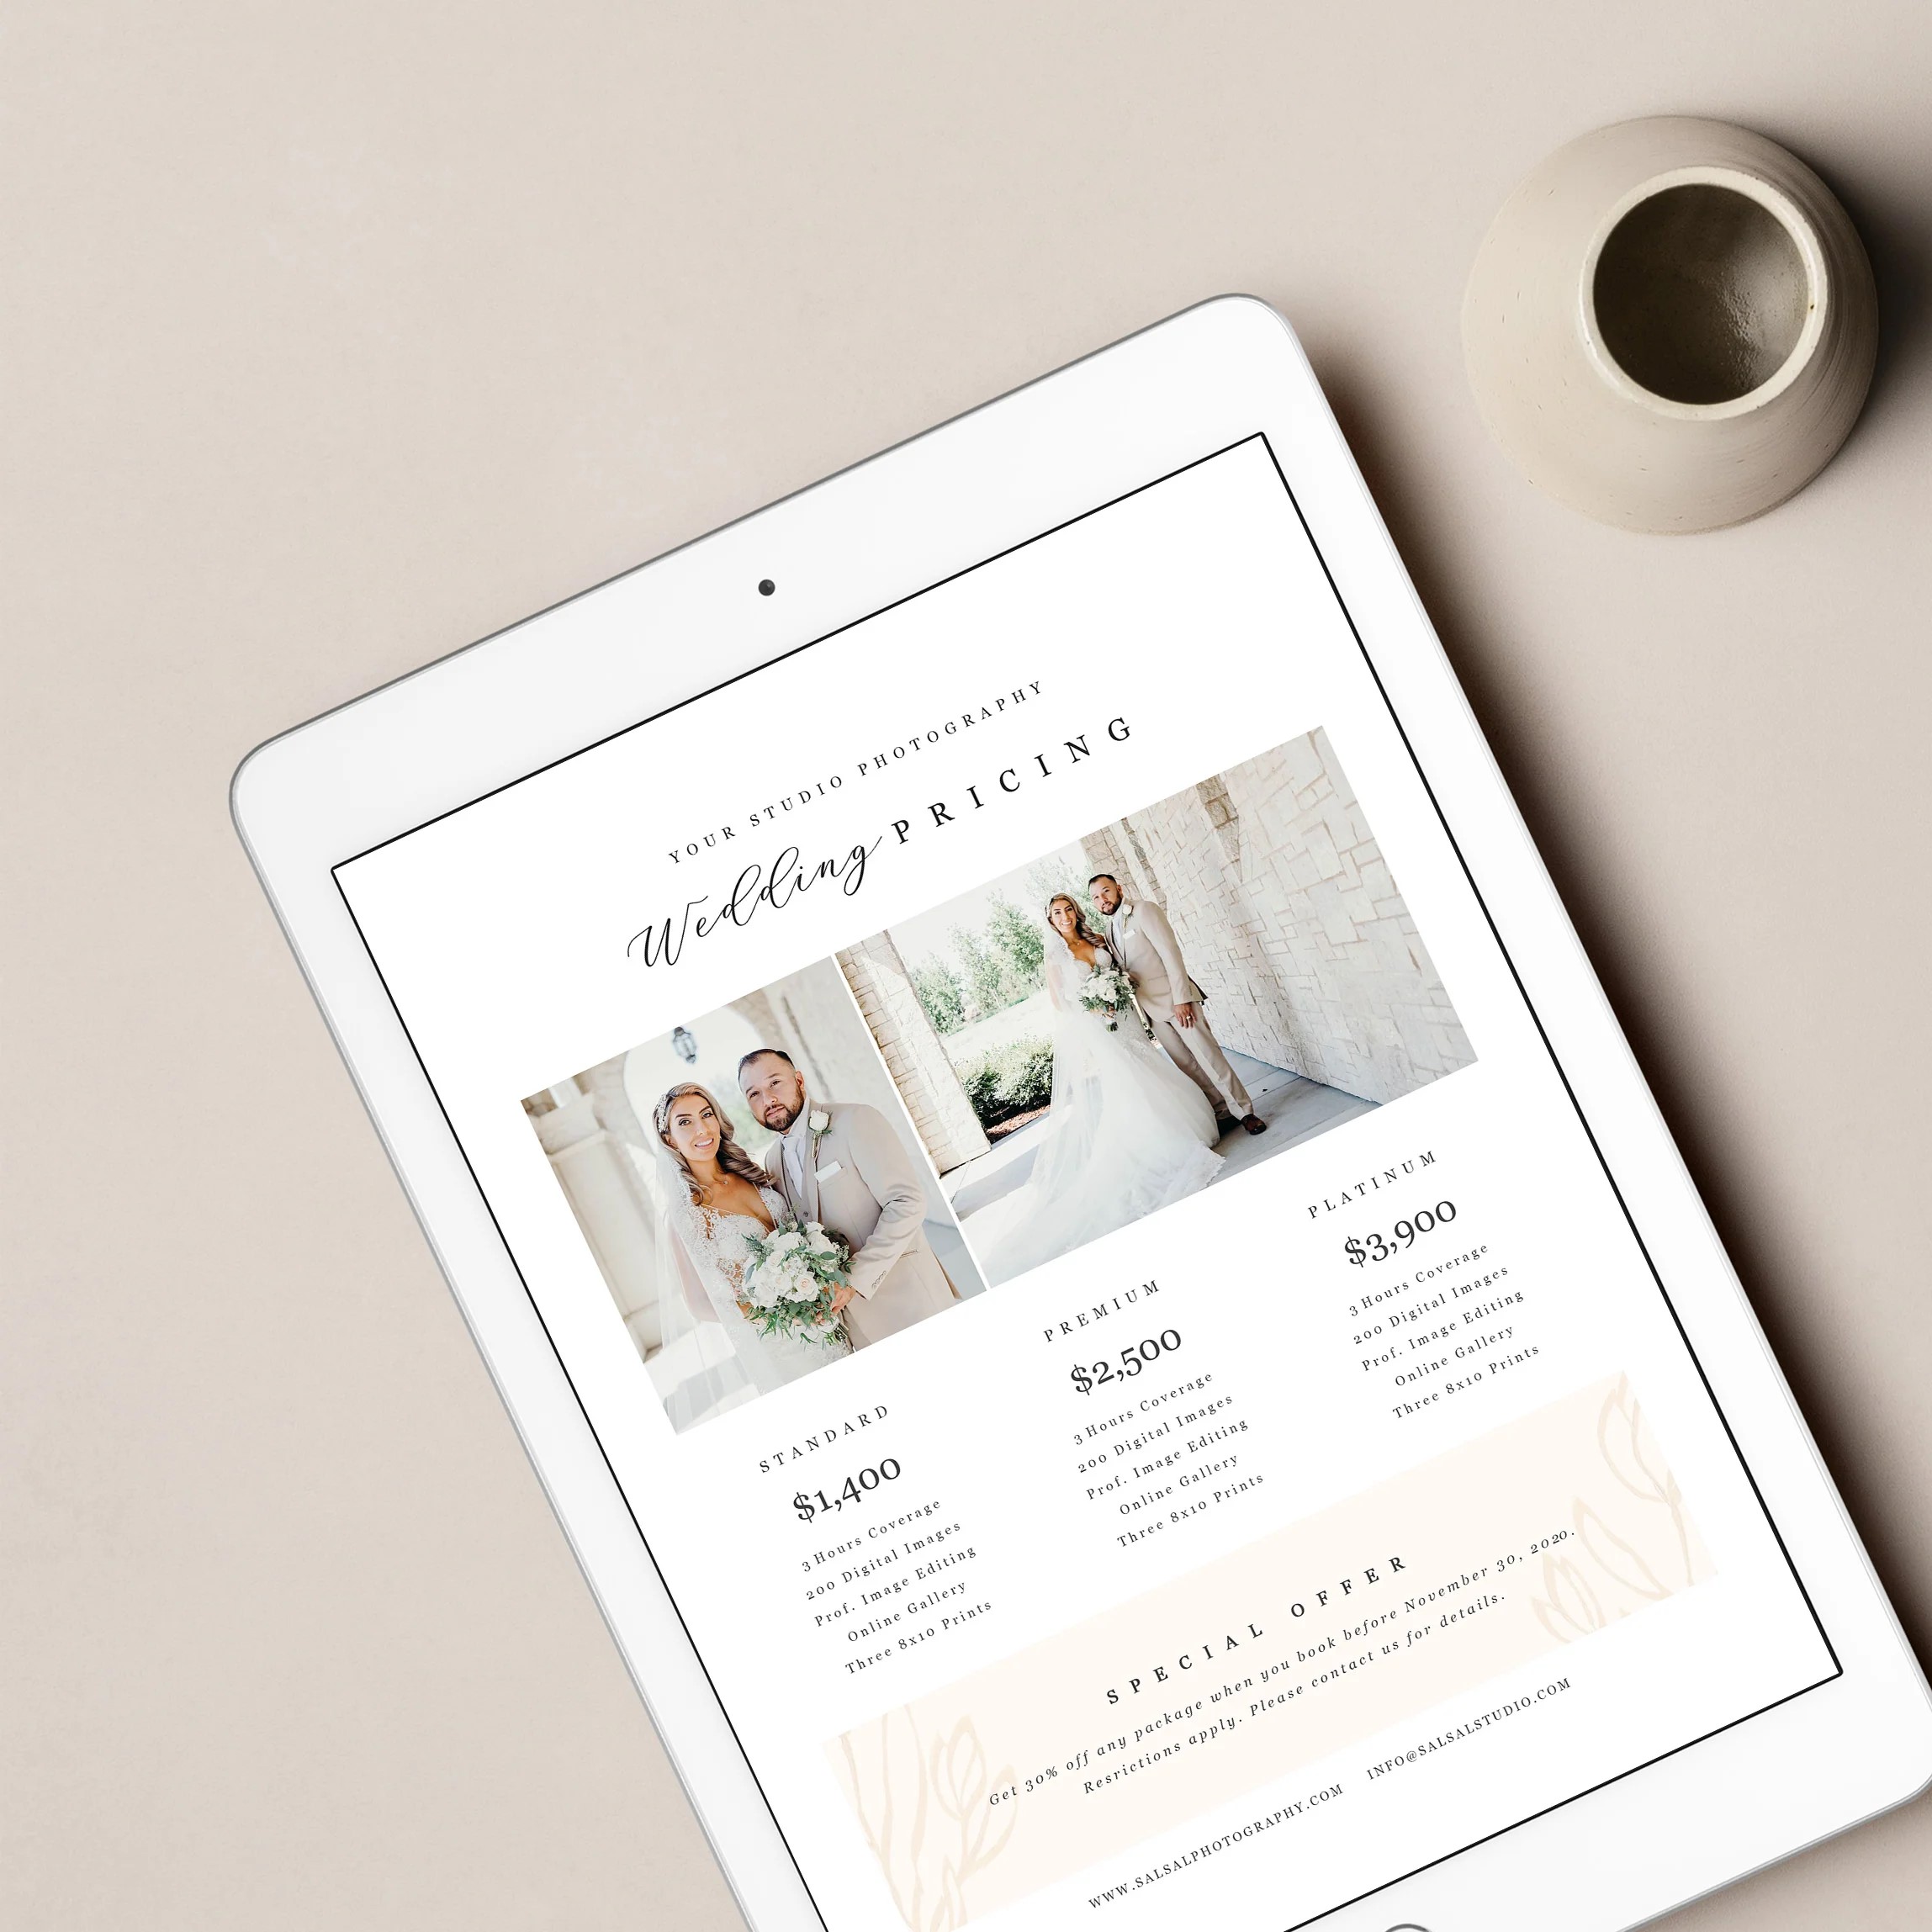 YOUR STUDIO PHOTOGRAPHY
Wedding PRICING
STANDARD
$1,400
3 Hours Coverage
200 Digital Images
Prof. Image Editing
Online Gallery
Three 8x10 Prints
PREMIUM
$2,500
3 Hours Coverage
200 Digital Images
Prof. Image Editing
Online Gallery
Three 8x10 Prints
PLATINUM
$3,900
3 Hours Coverage
200 Digital Images
Prof. Image Editing
Online Gallery
Three 8x10 Prints
SPECIAL OFFER
Get 30% off any package when you book before November 30, 2020.
Resrictions apply. Please contact us for details.
WWW.SALSALPHOTOGRAPHY.COM INFO@SALSALSTUDIO.COM